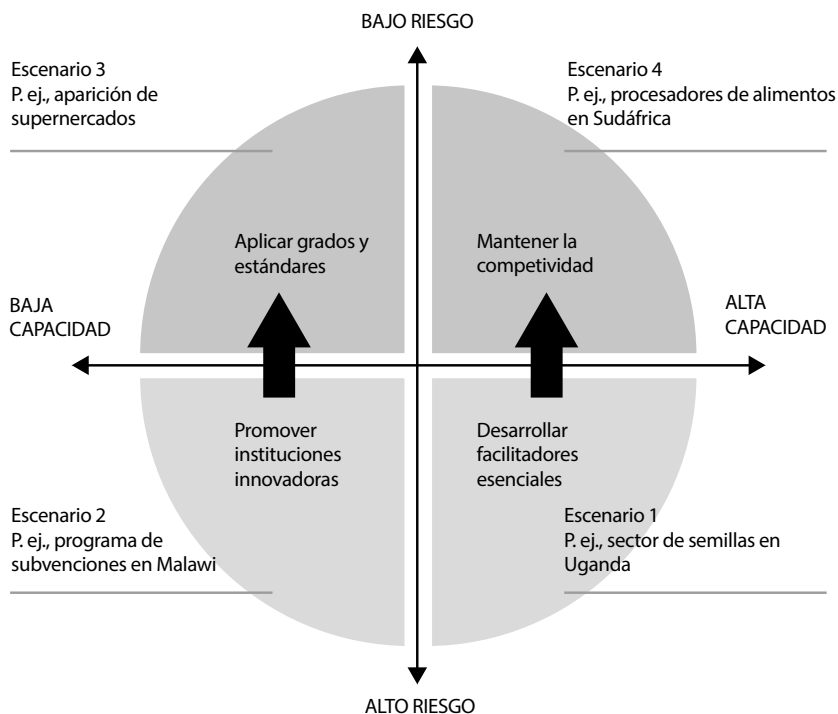 BAJO RIESGO
Escenario 3
P. ej., aparición de
supernercados
Escenario 4
P. ej., procesadores de alimentos
en Sudáfrica
Aplicar grados y
estándares
Mantener la
competividad
BAJA
CAPACIDAD
ALTA
CAPACIDAD
Promover
instituciones
innovadoras
Desarrollar
facilitadores
esenciales
Escenario 2
P. ej., programa de
subvenciones en Malawi
Escenario 1
P. ej., sector de semillas en
Uganda
ALTO RIESGO